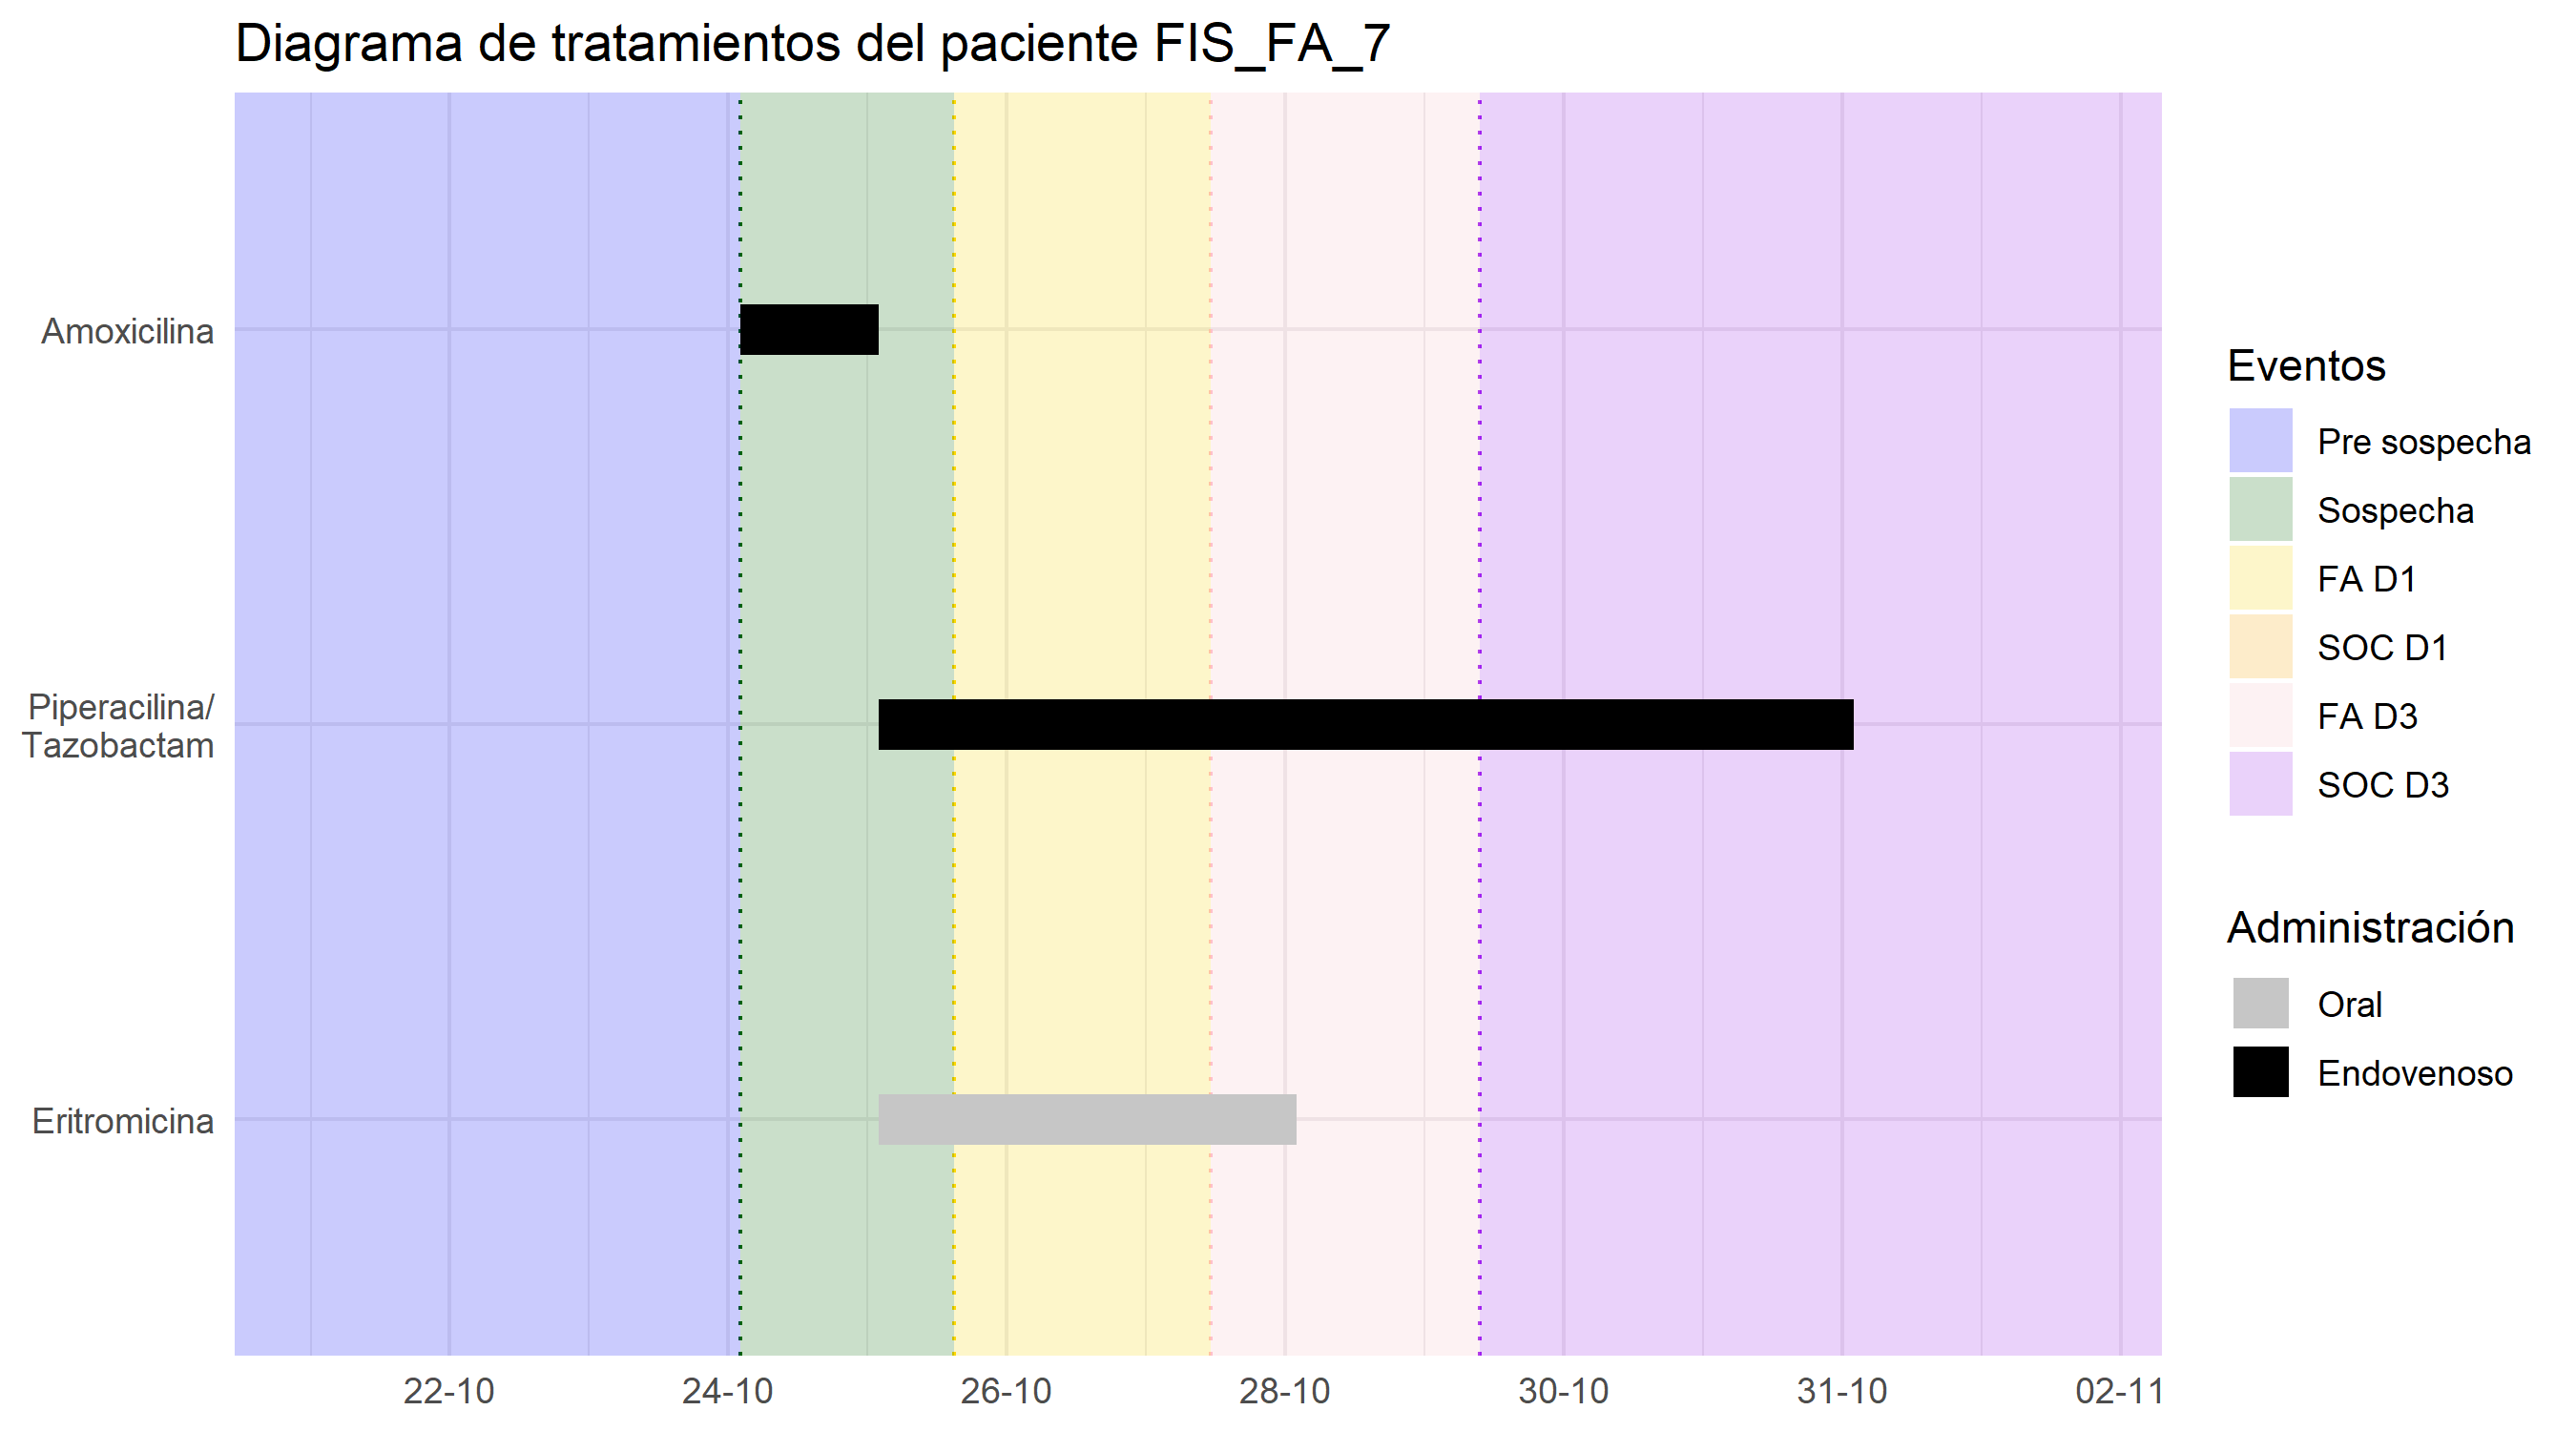 Diagrama de tratamientos del paciente FIS_FA_7
Amoxicilina
Piperacilina/
Tazobactam
Eritromicina
22-10
24-10
26-10
28-10
30-10
31-10
02-11
Eventos
Pre sospecha
Sospecha
FA D1
SOC D1
FA D3
SOC D3
Administración
Oral
Endovenoso